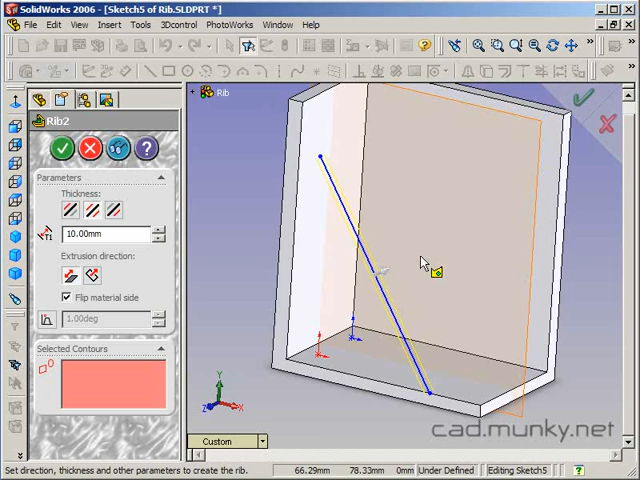 SolidWorks 2006 - [Sketch5 of Rib.SLDPRT *]
File Edit View Insert Tools 3Dcontrol PhotoWorks Window Help
Rib
Rib2
Parameters
Thickness:
T1
10.00mm
Extrusion direction:
Flip material side
1.00deg
Selected Contours
0
Y
X
Z
Custom
cad.munky.net
Set direction, thickness and other parameters to create the rib. 66.29mm 78.33mm 0mm Under Defined Editing Sketch5